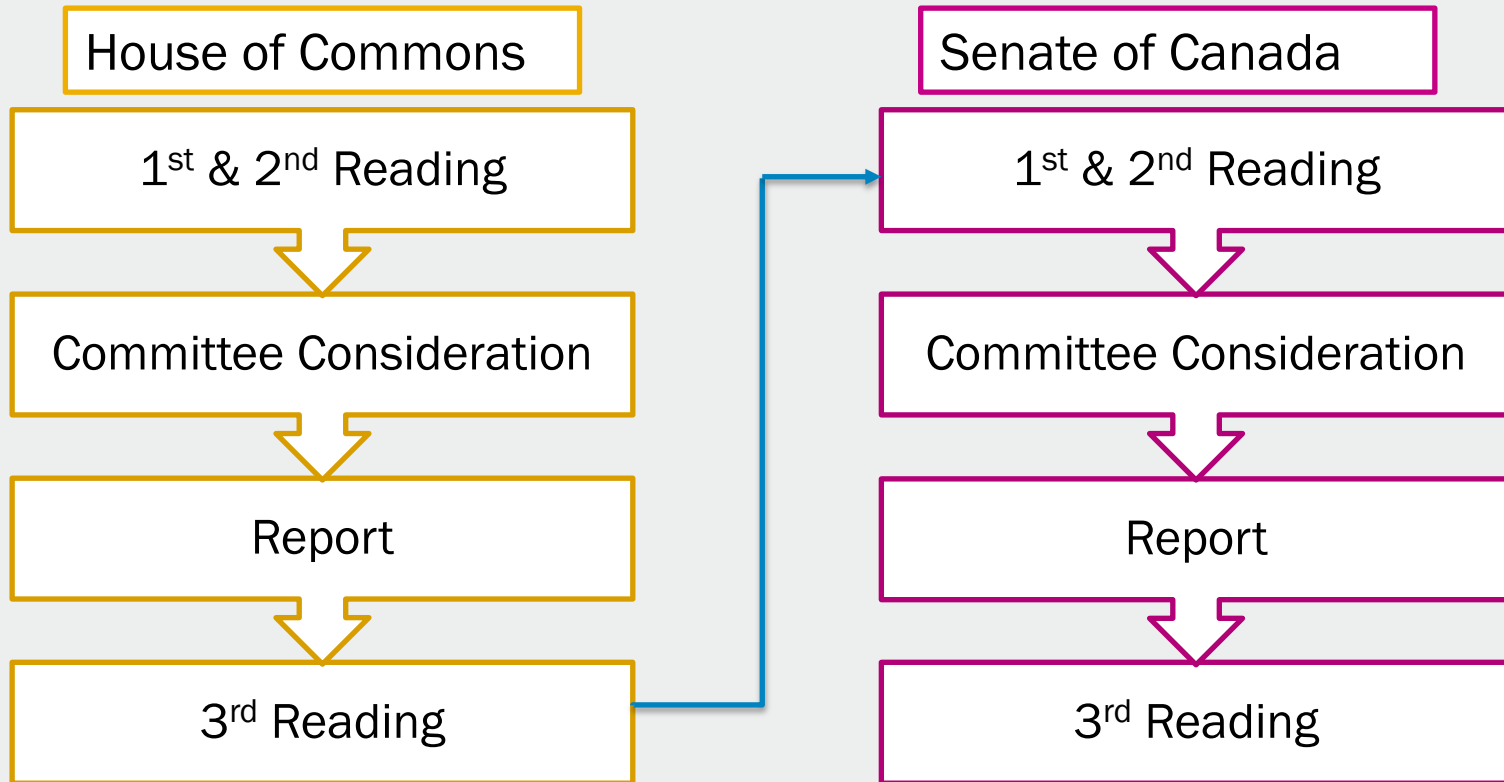 House of Commons
1st & 2nd Reading
Committee Consideration
Report
3rd Reading
Senate of Canada
1st & 2nd Reading
Committee Consideration
Report
3rd Reading